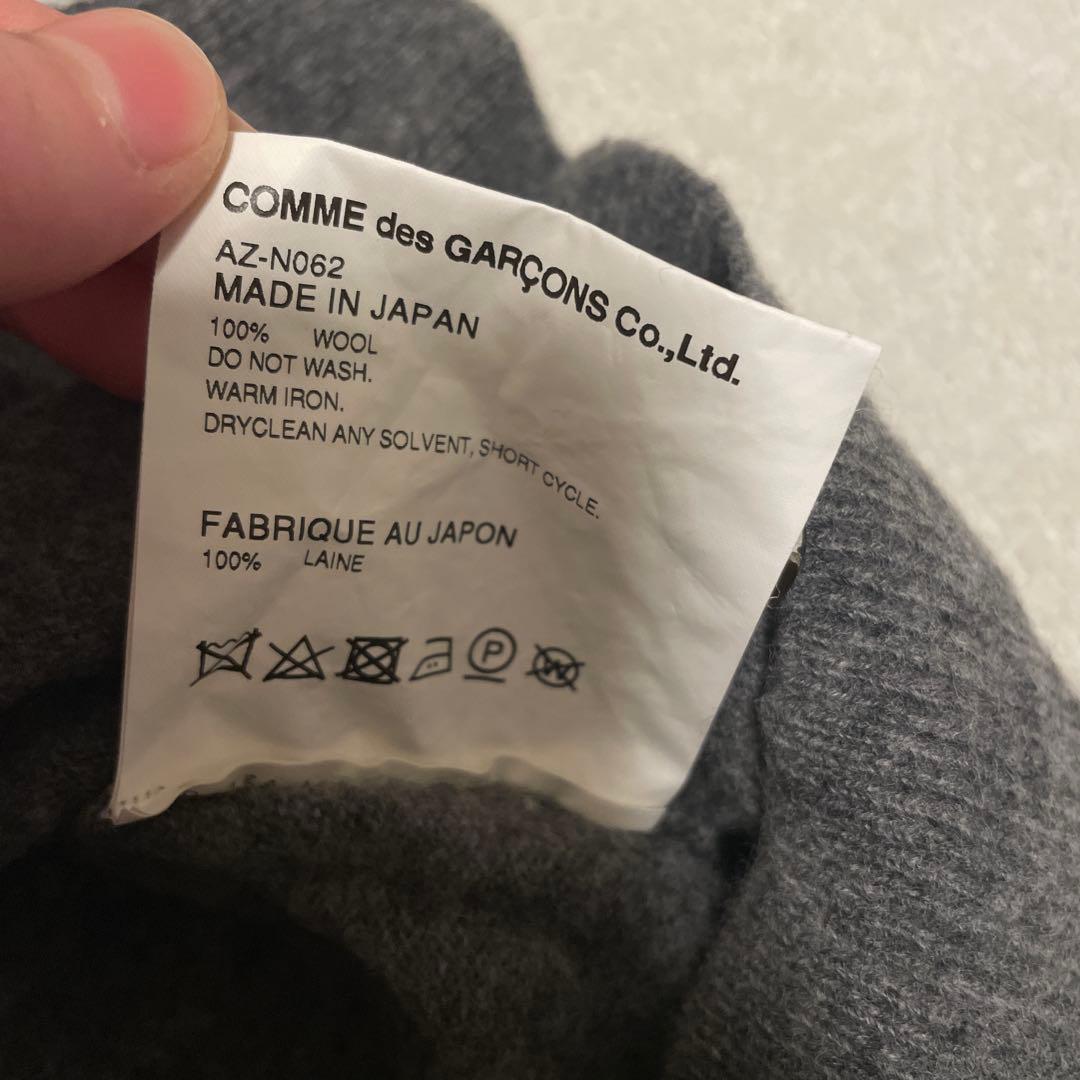 COMME des GARÇONS Co.,Ltd.
AZ-N062
MADE IN JAPAN
100% WOOL
DO NOT WASH.
WARM IRON.
DRYCLEAN ANY SOLVENT, SHORT CYCLE.
FABRIQUE AU JAPON
100% LAINE
P W